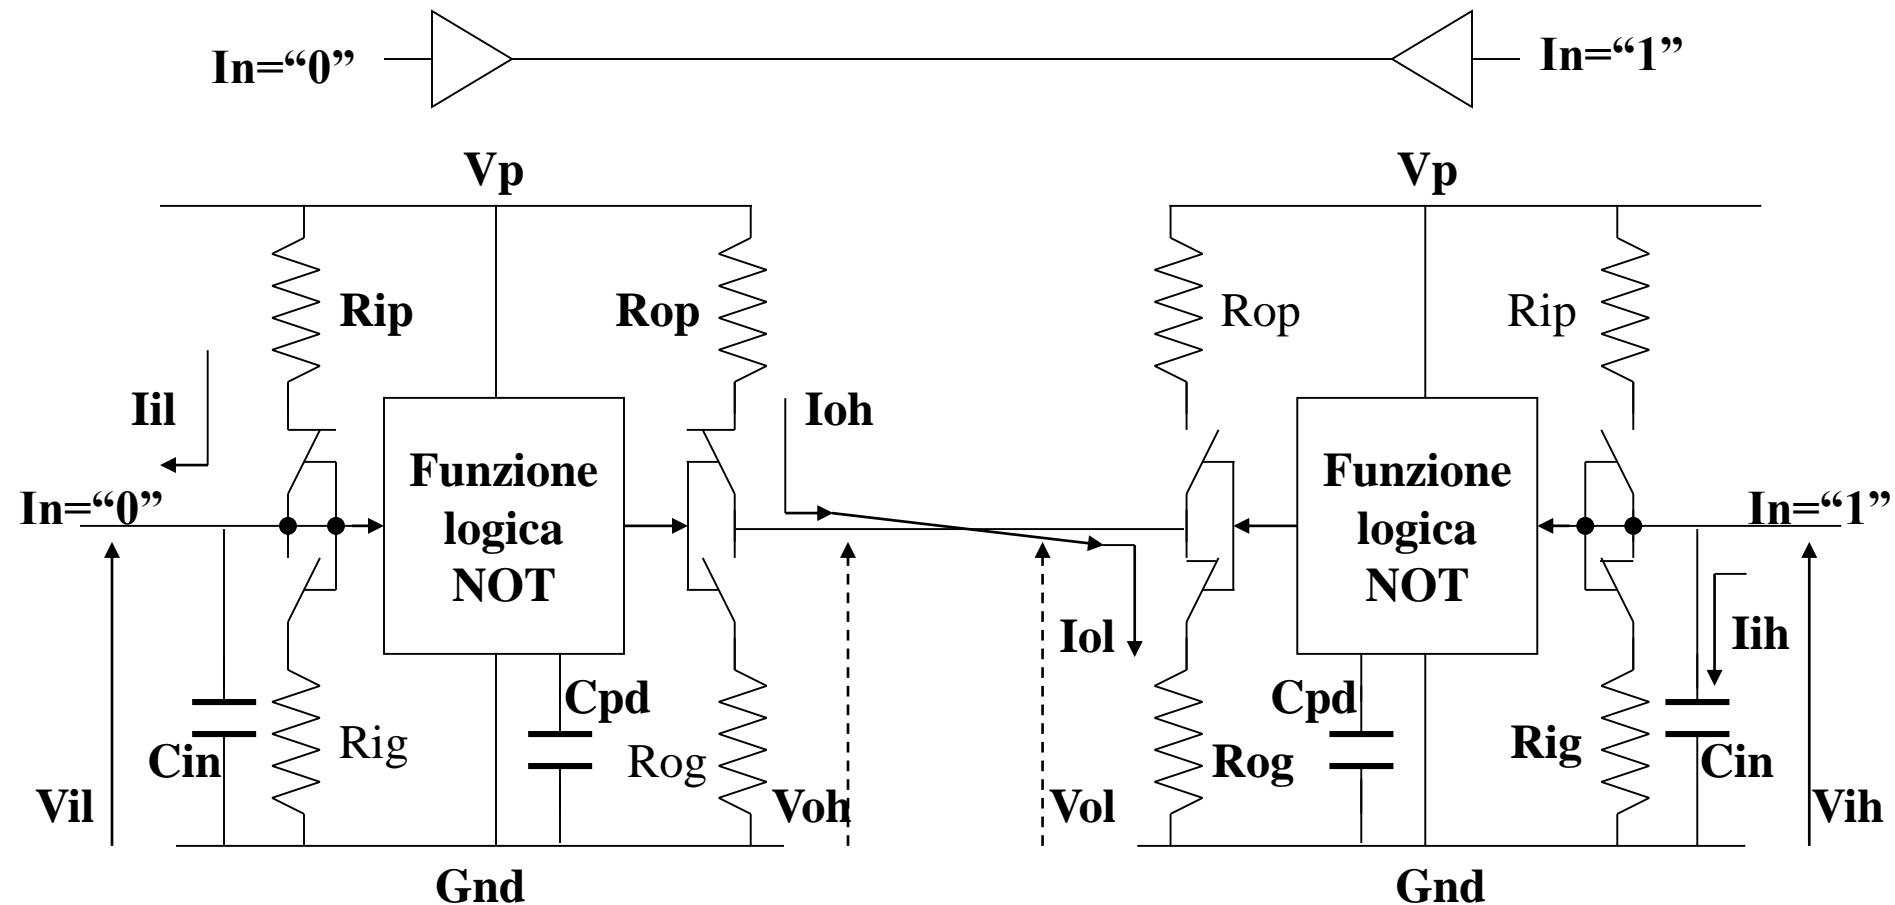 In=“0”
In=“1”
Vp
Vp
Rip
Rop
Rop
Rip
Iil
Ioh
Funzione
logica
NOT
Funzione
logica
NOT
In=“0”
In=“1”
Iol
Iih
Cpd
Cpd
Rig
Rog
Rog
Rig
Cin
Cin
Vil
Voh
Vol
Vih
Gnd
Gnd